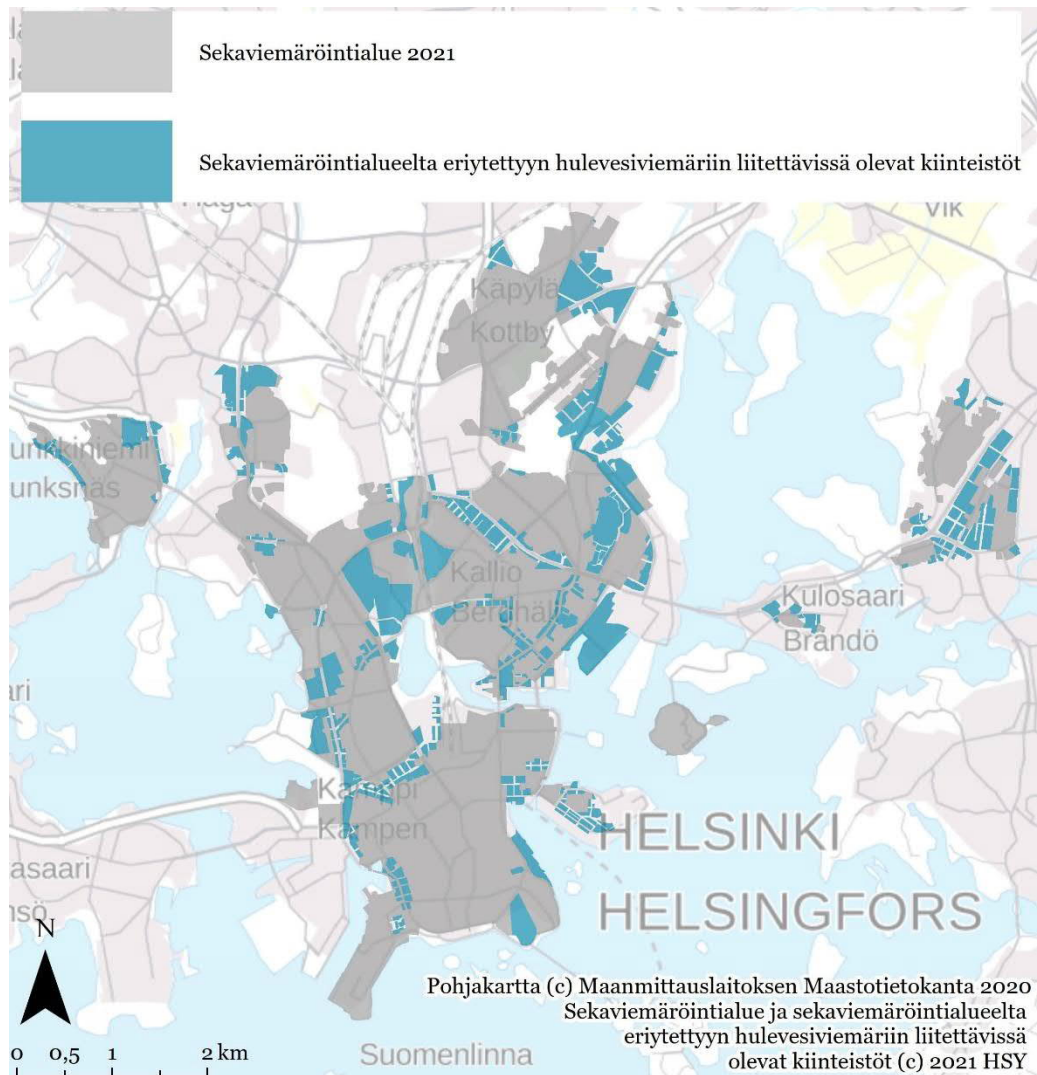 Sekaviemäröintialue 2021
Sekaviemäröintialueelta eriytettyyn hulevesiviemäriin liitettävissä olevat kiinteistöt
Käpylä
Kottby
Kallio
Berghäll
Kulosaari
Brändö
Kamppi
Kampen
HELSINKI
HELSINGFORS
N
Pohjakartta (c) Maanmittauslaitoksen Maastotietokanta 2020
Sekaviemäröintialue ja sekaviemäröintialueelta
eriytettyyn hulevesiviemäriin liitettävissä
olevat kiinteistöt (c) 2021 HSY
0 0,5 1 2 km
Suomenlinna